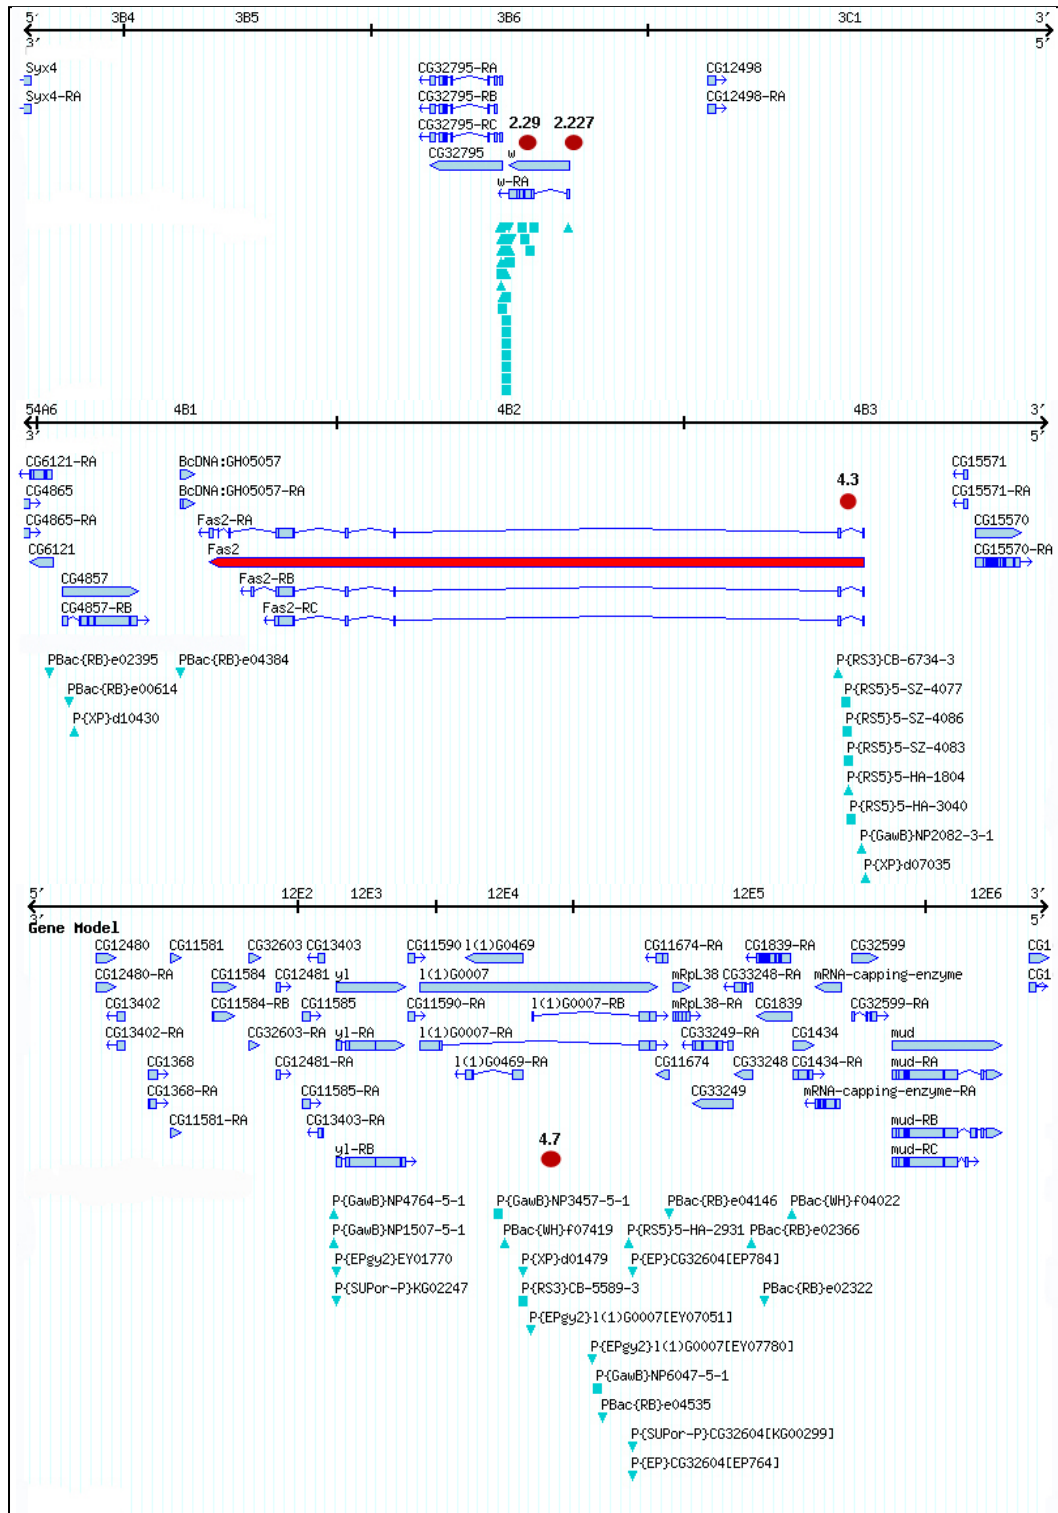 5′ 3B4 3B5 3B6 3C1 5′
3′ 3′
Syx4 CG32795-RA CG12498
Syx4-RA CG32795-RB CG12498-RA
CG32795-RC 2.29 2.227
CG32795 w
w-RA
54A6 4B1 4B2 4B3 3′
3′ 5′
CG6121-RA BcDNA:GH05057 CG15571
CG4865 BcDNA:GH05057-RA 4.3 CG15571-RA
CG4865-RA Fas2-RA CG15570
CG6121 Fas2 CG15570-RA
CG4857 Fas2-RB
CG4857-RB Fas2-RC
PBac{RB}e02395 PBac{RB}e04384 P{RS3}CB-6734-3
PBac{RB}e00614 P{RS5}5-SZ-4077
P{XP}d10430 P{RS5}5-SZ-4086
P{RS5}5-SZ-4083
P{RS5}5-HA-1804
P{RS5}5-HA-3040
P{GawB}NP2082-3-1
P{XP}d07035
5′ 12E2 12E3 12E4 12E5 12E6 3′
3′ 5′
Gene Model
CG12480 CG11581 CG32603 CG13403 CG11590 l(1)G0469 CG11674-RA CG1839-RA CG32599 CG1
CG12480-RA CG11584 CG12481 yl l(1)G0007 mRpL38 CG33248-RA mRNA-capping-enzyme CG1
CG13402 CG11584-RB CG11585 CG11590-RA l(1)G0007-RB mRpL38-RA CG1839 CG32599-RA
CG13402-RA CG32603-RA yl-RA l(1)G0007-RA CG33249-RA CG1434 mud
CG1368 CG12481-RA l(1)G0469-RA CG11674 CG33248 CG1434-RA mud-RA
CG1368-RA CG11585-RA CG33249 mRNA-capping-enzyme-RA
CG11581-RA CG13403-RA mud-RB
yl-RB 4.7 mud-RC
P{GawB}NP4764-5-1 P{GawB}NP3457-5-1 PBac{RB}e04146 PBac{WH}f04022
P{GawB}NP1507-5-1 PBac{WH}f07419 P{RS5}5-HA-2931 PBac{RB}e02366
P{EPgy2}EY01770 P{XP}d01479 P{EP}CG32604[EP784]
P{SUPor-P}KG02247 P{RS3}CB-5589-3 PBac{RB}e02322
P{EPgy2}l(1)G0007[EY07051]
P{EPgy2}l(1)G0007[EY07780]
P{GawB}NP6047-5-1
PBac{RB}e04535
P{SUPor-P}CG32604[KG00299]
P{EP}CG32604[EP764]